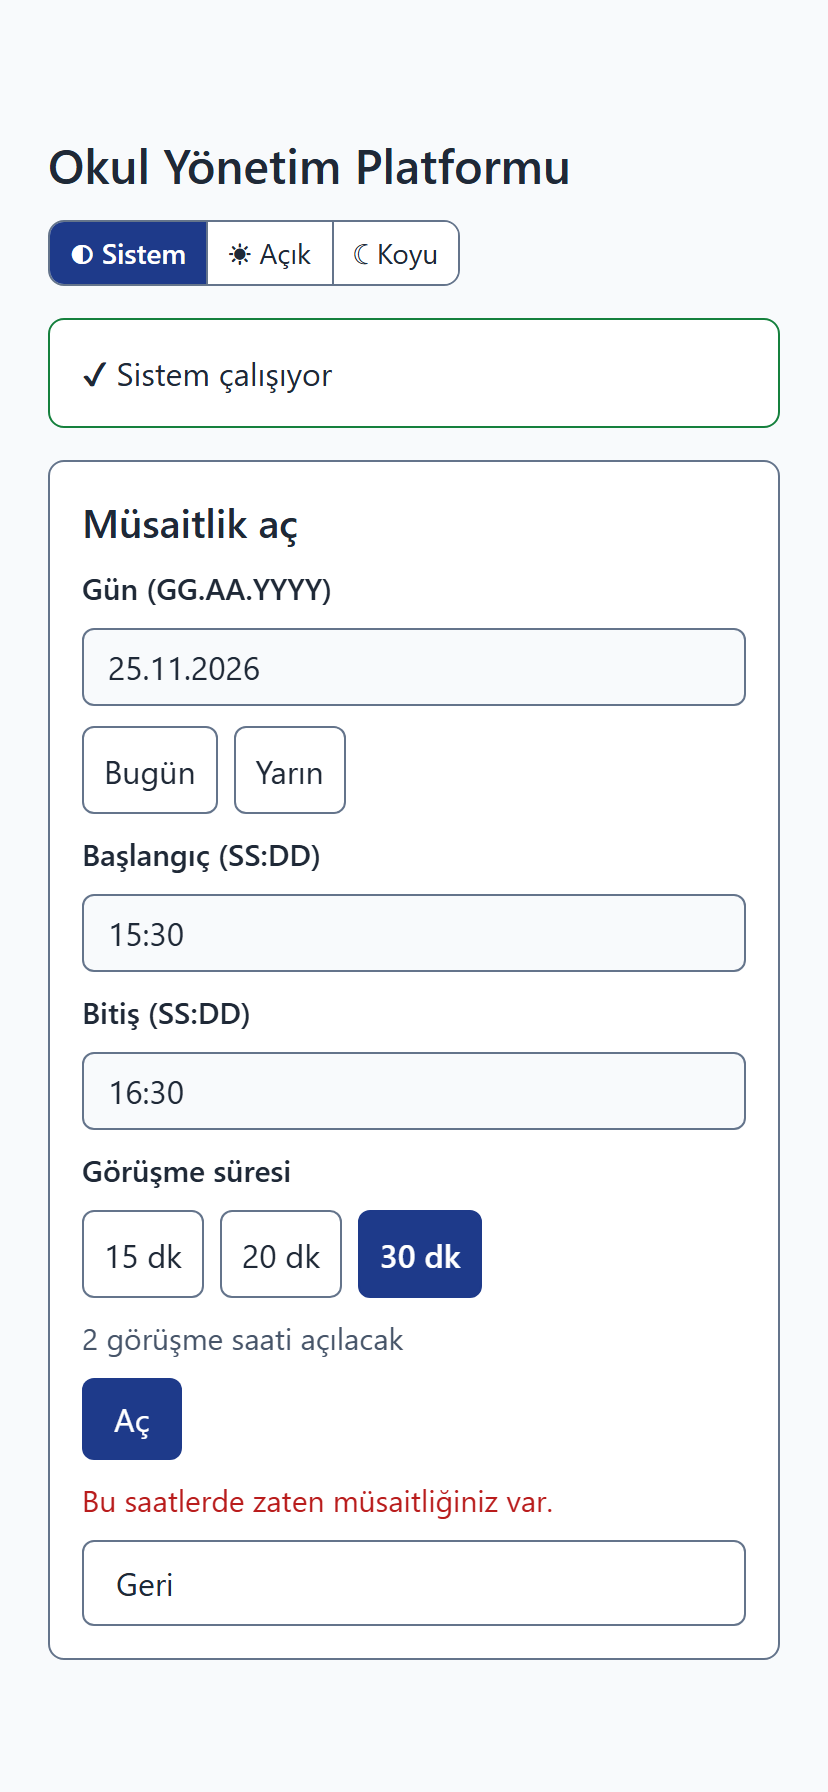 Okul Yönetim Platformu
◐ Sistem ☀ Açık ☾ Koyu
✓ Sistem çalışıyor
Müsaitlik aç
Gün (GG.AA.YYYY)
25.11.2026
Bugün Yarın
Başlangıç (SS:DD)
15:30
Bitiş (SS:DD)
16:30
Görüşme süresi
15 dk 20 dk 30 dk
2 görüşme saati açılacak
Aç
Bu saatlerde zaten müsaitliğiniz var.
Geri